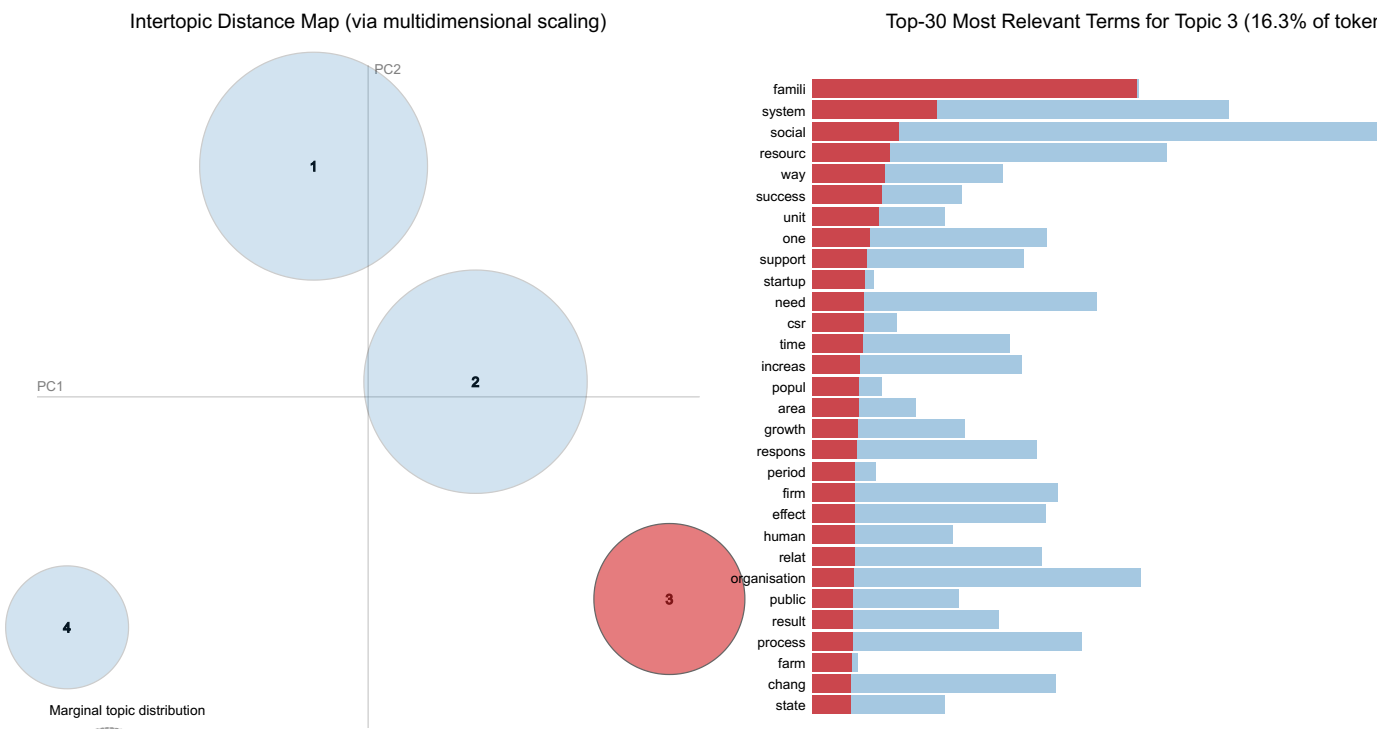 Intertopic Distance Map (via multidimensional scaling)
PC2
1
2
PC1
3
4
Marginal topic distribution
Top-30 Most Relevant Terms for Topic 3 (16.3% of token
famili
system
social
resourc
way
success
unit
one
support
startup
need
csr
time
increas
popul
area
growth
respons
period
firm
effect
human
relat
organisation
public
result
process
farm
chang
state